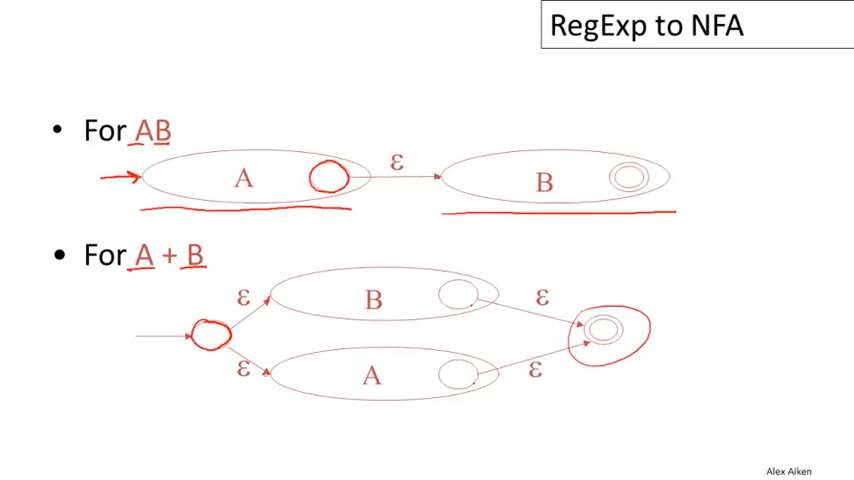 RegExp to NFA
• For AB
ε
A
B
• For A + B
ε
B
ε
ε
A
ε
Alex Aiken